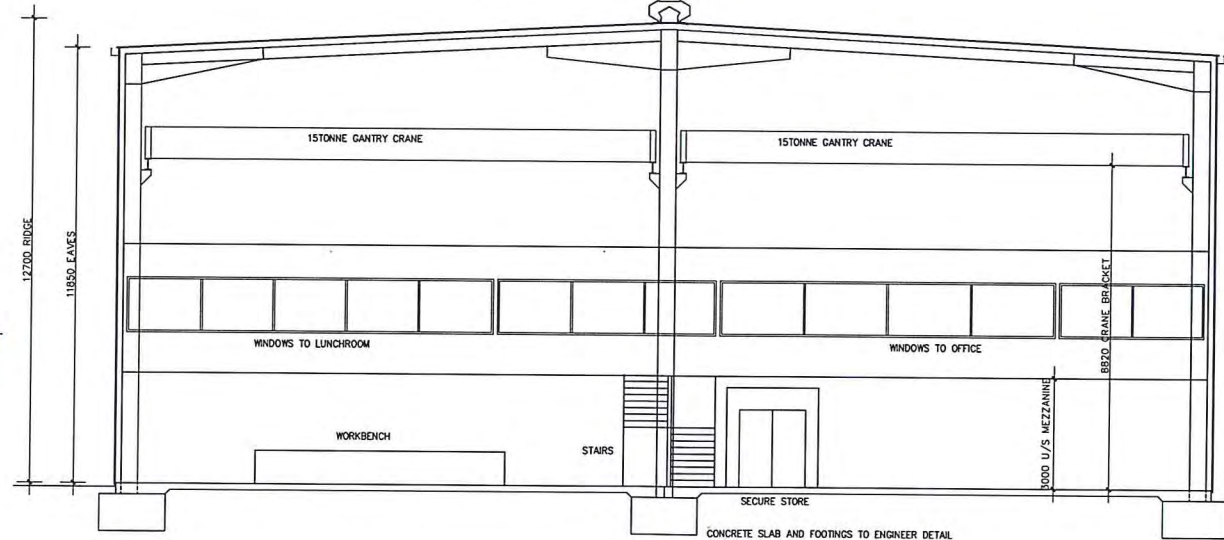 15TONNE GANTRY CRANE
15TONNE GANTRY CRANE
12700 RIDGE
11850 EAVES
8820 CRANE BRACKET
WINDOWS TO LUNCHROOM
WINDOWS TO OFFICE
3000 U/S MEZZANINE
WORKBENCH
STAIRS
SECURE STORE
CONCRETE SLAB AND FOOTINGS TO ENGINEER DETAIL